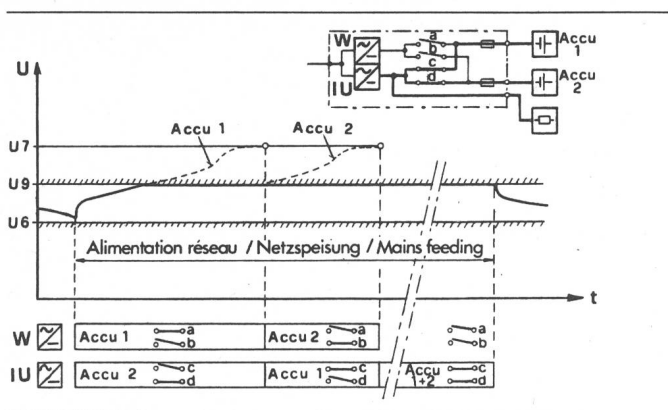 W
a
b
c
d
IU
Accu
1
Accu
2
U
Accu 1
Accu 2
U7
U9
U6
Alimentation réseau / Netzspeisung / Mains feeding
t
W Accu 1 a b Accu 2 a b a b
IU Accu 2 c d Accu 1 c d Accu 1+2 c d